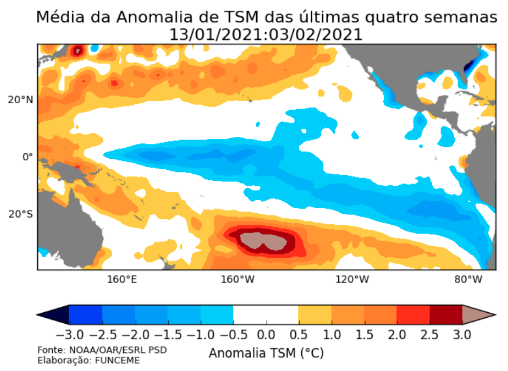 Média da Anomalia de TSM das últimas quatro semanas
13/01/2021:03/02/2021
20°N
0°
20°S
160°E 160°W 120°W 80°W
−3.0 −2.5 −2.0 −1.5 −1.0 −0.5 0.0 0.5 1.0 1.5 2.0 2.5 3.0
Anomalia TSM (°C)
Fonte: NOAA/OAR/ESRL PSD
Elaboração: FUNCEME